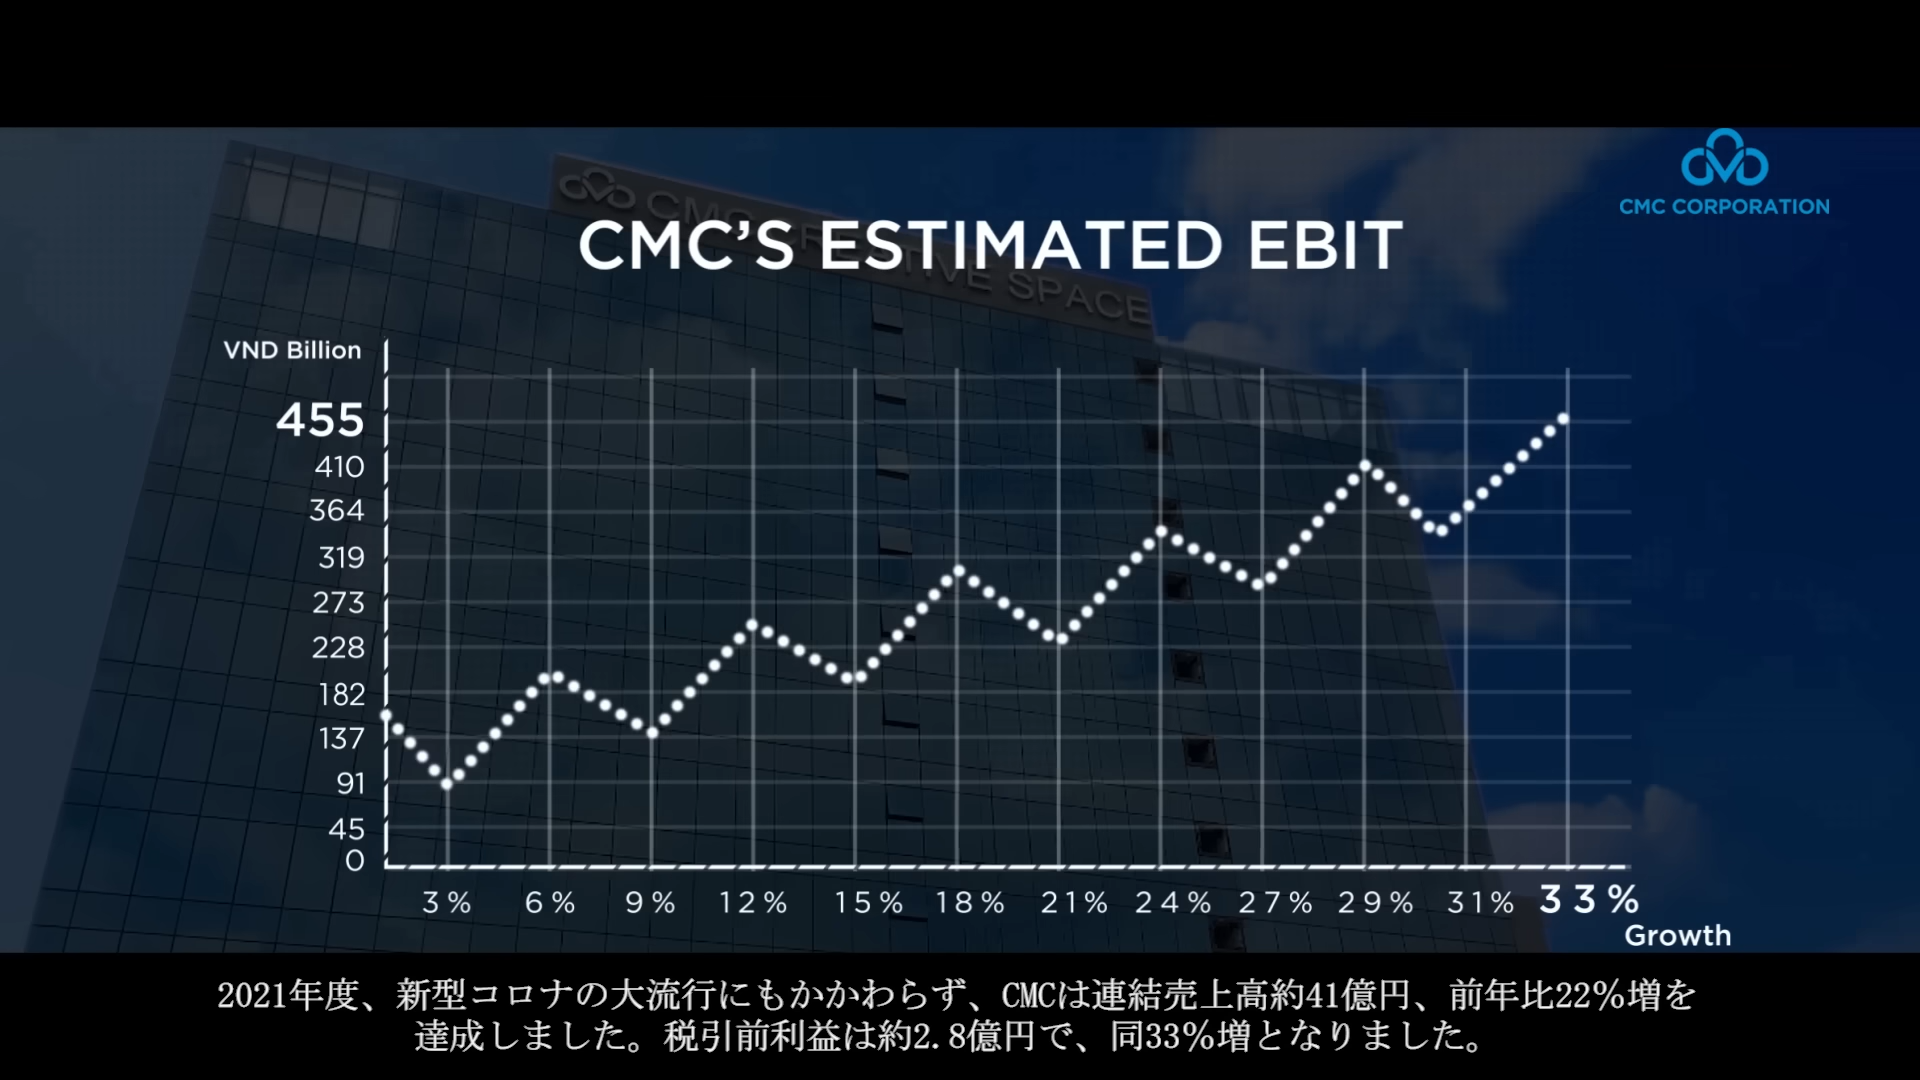 CMC CORPORATION
CMC CREATIVE SPACE
CMC’S ESTIMATED EBIT
VND Billion
455
410
364
319
273
228
182
137
91
45
0
3% 6% 9% 12% 15% 18% 21% 24% 27% 29% 31% 33%
Growth
2021年度、新型コロナの大流行にもかかわらず、CMCは連結売上高約41億円、前年比22％増を
達成しました。税引前利益は約2.8億円で、同33％増となりました。